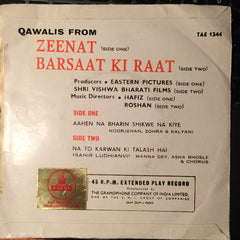 QAWALIS FROM TAE 1344
ZEENAT (SIDE ONE)
BARSAAT KI RAAT (SIDE TWO)
Producers • EASTERN PICTURES (SIDE ONE)
SHRI VISHWA BHARATI FILMS (SIDE TWO)
Music Directors • HAFIZ (SIDE ONE)
ROSHAN (SIDE TWO)
SIDE ONE
AAHEN NA BHARIN SHIKWE NA KIYE
NOORJEHAN, ZOHRA & KALYANI
SIDE TWO
NA TO KARWAN KI TALASH HAI
(SAHIR LUDHIANVI) MANNA DEY, ASHA BHOSLE
& CHORUS
45 R.P.M. EXTENDED PLAY RECORD
Manufactured by
THE GRAMOPHONE COMPANY OF INDIA LIMITED